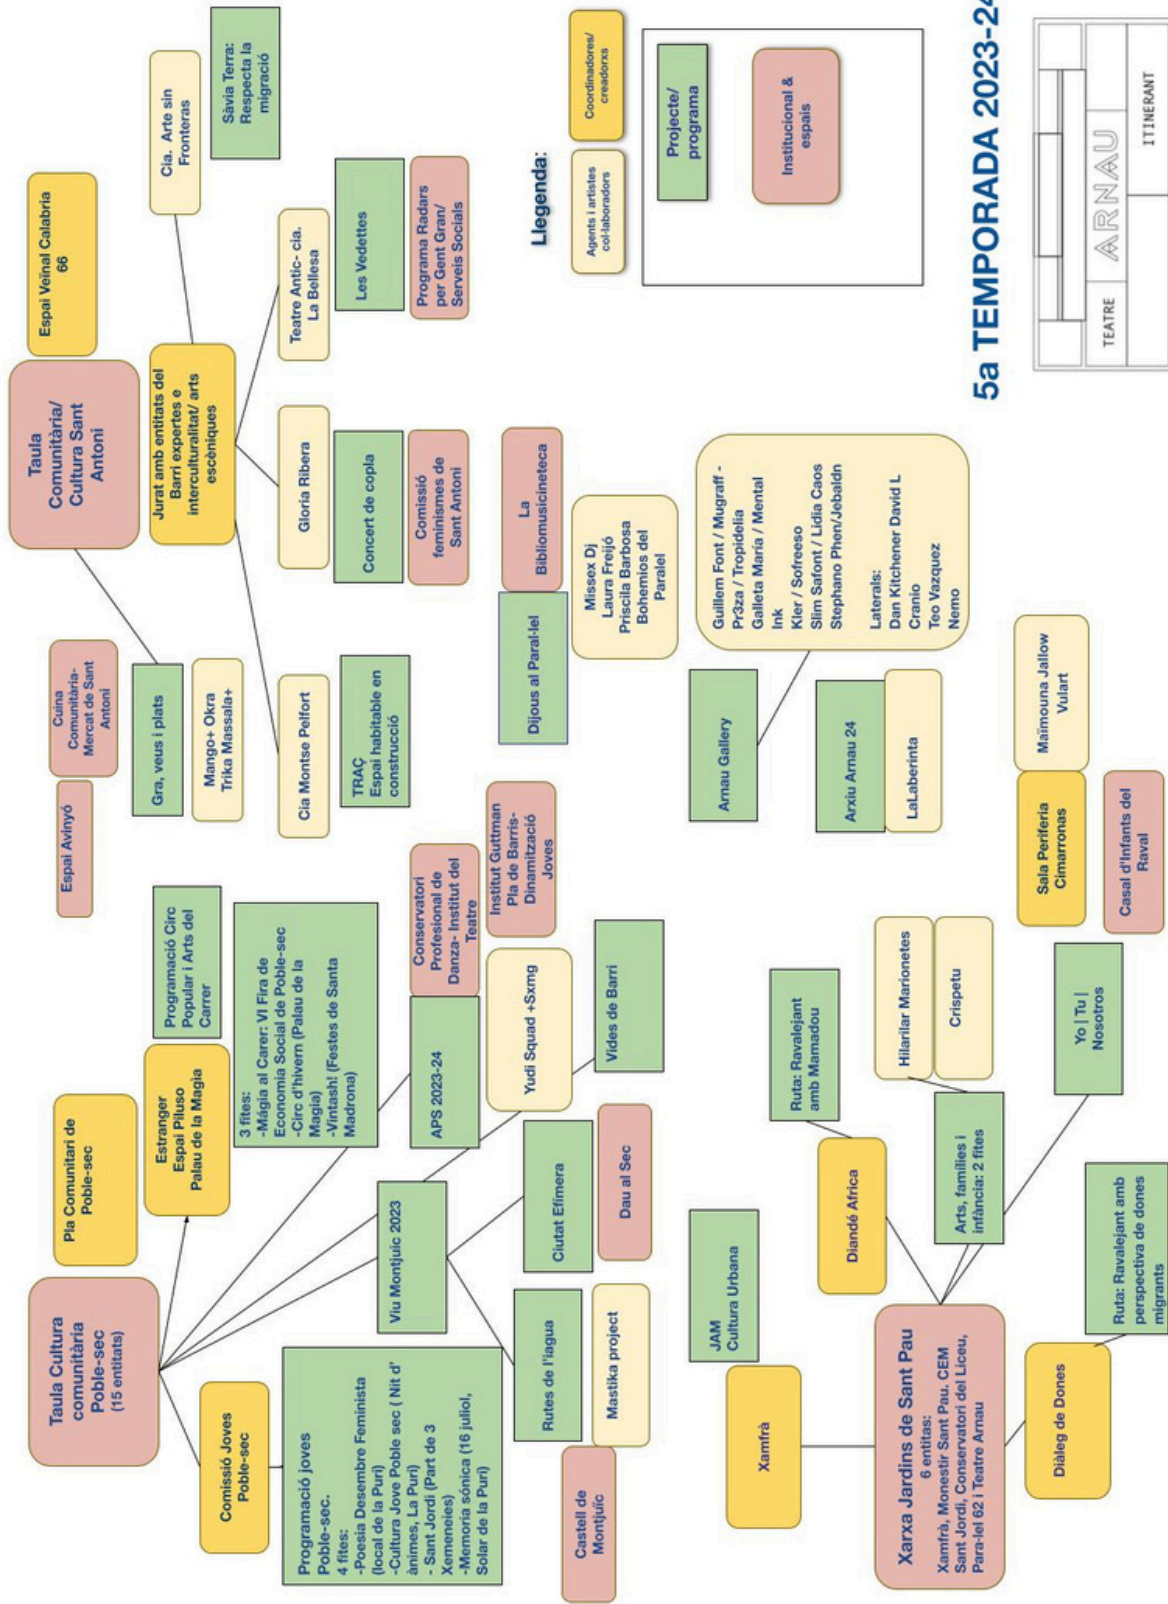 Taula Cultura
comunitària
Poble-sec
(15 entitats)
Pla Comunitari de
Poble-sec
Estranger
Espai Piluso
Palau de la Magia
Programació Circ
Popular i Arts del
Carrer
3 fites:
-Mágia al Carer: VI Fira de
Economia Social de Poble-sec
-Circ d'hivern (Palau de la
Magia)
-Vintash! (Festes de Santa
Madrona)
Comissió Joves
Poble-sec
Programació joves
Poble-sec.
4 fites:
-Poesia Desembre Feminista
(local de la Puri)
-Cultura Jove Poble sec ( Nit d'
ànimes, La Puri)
- Sant Jordi (Part de 3
Xemeneies)
-Memoria sónica (16 juliol,
Solar de la Puri)
Viu Montjuic 2023
APS 2023-24
Conservatori
Profesional de
Danza- Institut del
Teatre
Institut Guttman
Pla de Barris-
Dinamització
Joves
Yudi Squad +Sxmg
Vides de Barri
Rutes de l'iagua
Ciutat Efímera
Castell de
Montjuïc
Mastika project
Dau al Sec
Espai Avinyó
Cuina
Comunitària-
Mercat de Sant
Antoni
Gra, veus i plats
Mango+ Okra
Trika Massala+
Taula
Comunitària/
Cultura Sant
Antoni
Espai Veïnal Calabria
66
Jurat amb entitats del
Barri expertes e
interculturalitat/ arts
escèniques
Cia. Arte sin
Fronteras
Sàvia Terra:
Respecta la
migració
Cia Montse Pelfort
TRAÇ
Espai habitable en
construcció
Gloria Ribera
Concert de copla
Comissió
feminismes de
Sant Antoni
Teatre Antic- cia.
La Bellesa
Les Vedettes
Programa Radars
per Gent Gran/
Serveis Socials
Dijous al Paral-lel
La
Bibliomusicineteca
Missex Dj
Laura Freijó
Priscila Barbosa
Bohemios del
Paralel
Llegenda:
Agents i artistes
col·laboradors
Coordinadores/
creadorxs
Projecte/
programa
Institucional &
espais
Xamfrà
JAM
Cultura Urbana
Xarxa Jardins de Sant Pau
6 entitas:
Xamfrà, Monestir Sant Pau. CEM
Sant Jordi, Conservatori del Liceu,
Para-lel 62 i Teatre Arnau
Diandé Africa
Ruta: Ravalejant
amb Mamadou
Arts, famílies i
infància: 2 fites
Hilarilar Marionetes
Crispetu
Diàleg de Dones
Ruta: Ravalejant amb
perspectiva de dones
migrants
Yo | Tu |
Nosotros
Sala Periferia
Cimarronas
Maïmouna Jallow
Vulart
Casal d'Infants del
Raval
Arnau Gallery
Guillem Font / Mugraff -
Pr3za / Tropidelia
Galleta María / Mental
Ink
Kler / Sofreeso
Slim Safont / Lidia Caos
Stephano Phen/Jebaldn
Laterals:
Dan Kitchener David L
Cranio
Teo Vazquez
Nemo
Arxiu Arnau 24
LaLaberinta
5a TEMPORADA 2023-24
TEATRE
ARNAU
ITINERANT